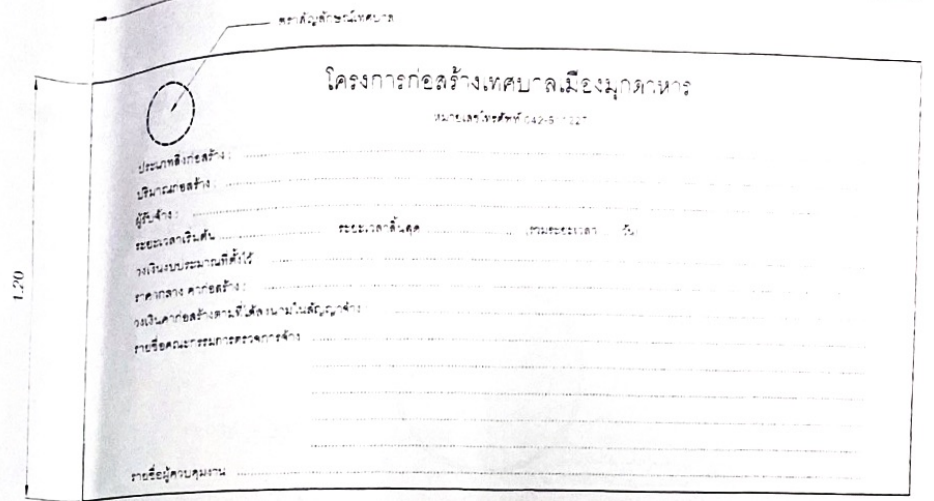 ตราสัญลักษณ์เทศบาล
โครงการก่อสร้างเทศบาลเมืองมุกดาหาร
หมายเลขโทรศัพท์ 042-6
ประเภทสิ่งก่อสร้าง :
ปริมาณก่อสร้าง :
ผู้รับจ้าง :
ระยะเวลาเริ่มต้น ระยะเวลาสิ้นสุด (รวมระยะเวลา วัน)
วงเงินงบประมาณที่ตั้งไว้
ราคากลาง ค่าก่อสร้าง :
วงเงินค่าก่อสร้างตามที่ได้ลงนามในสัญญาจ้าง
รายชื่อคณะกรรมการตรวจการจ้าง
รายชื่อผู้ควบคุมงาน
1.20